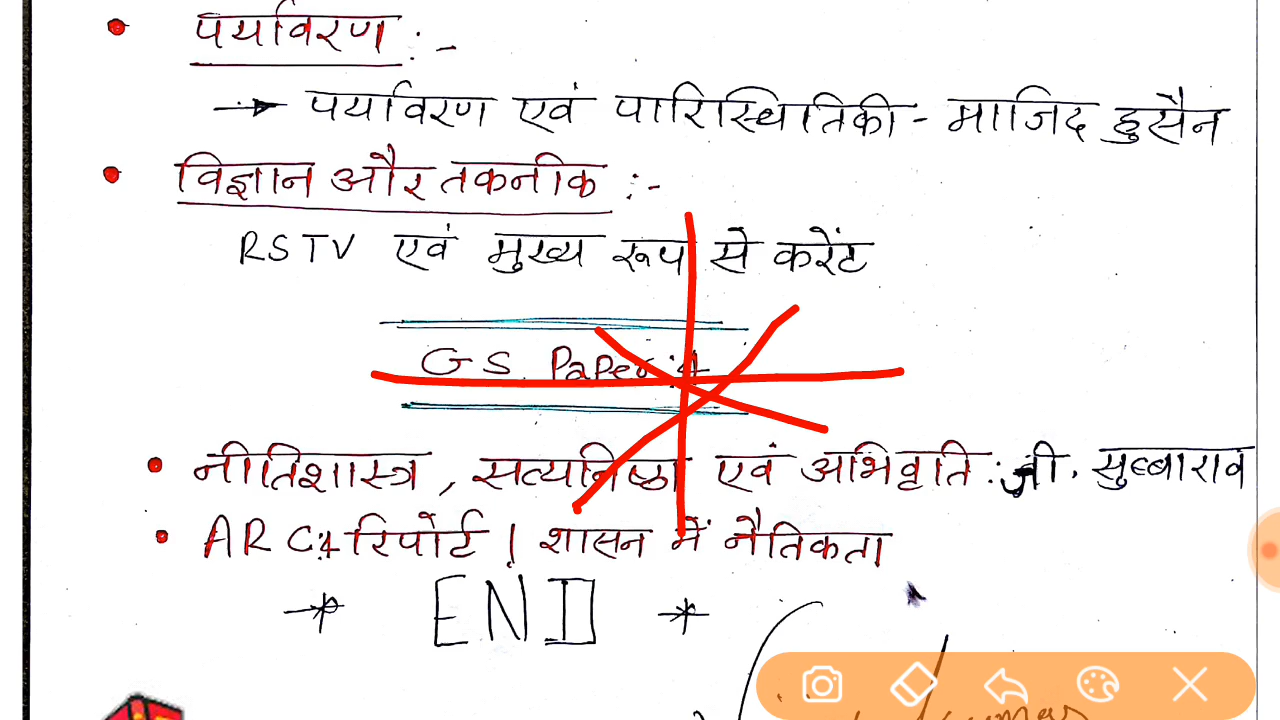 पर्यावरण :-
→ पर्यावरण एवं पारिस्थितिकी - माजिद हुसैन
विज्ञान और तकनीक :-
RSTV एवं मुख्य रूप से करेंट
GS Paper 4
नीतिशास्त्र, सत्यनिष्ठा एवं अभिवृति : जी. सुब्बाराव
ARC 4 रिपोर्ट / शासन में नैतिकता
END